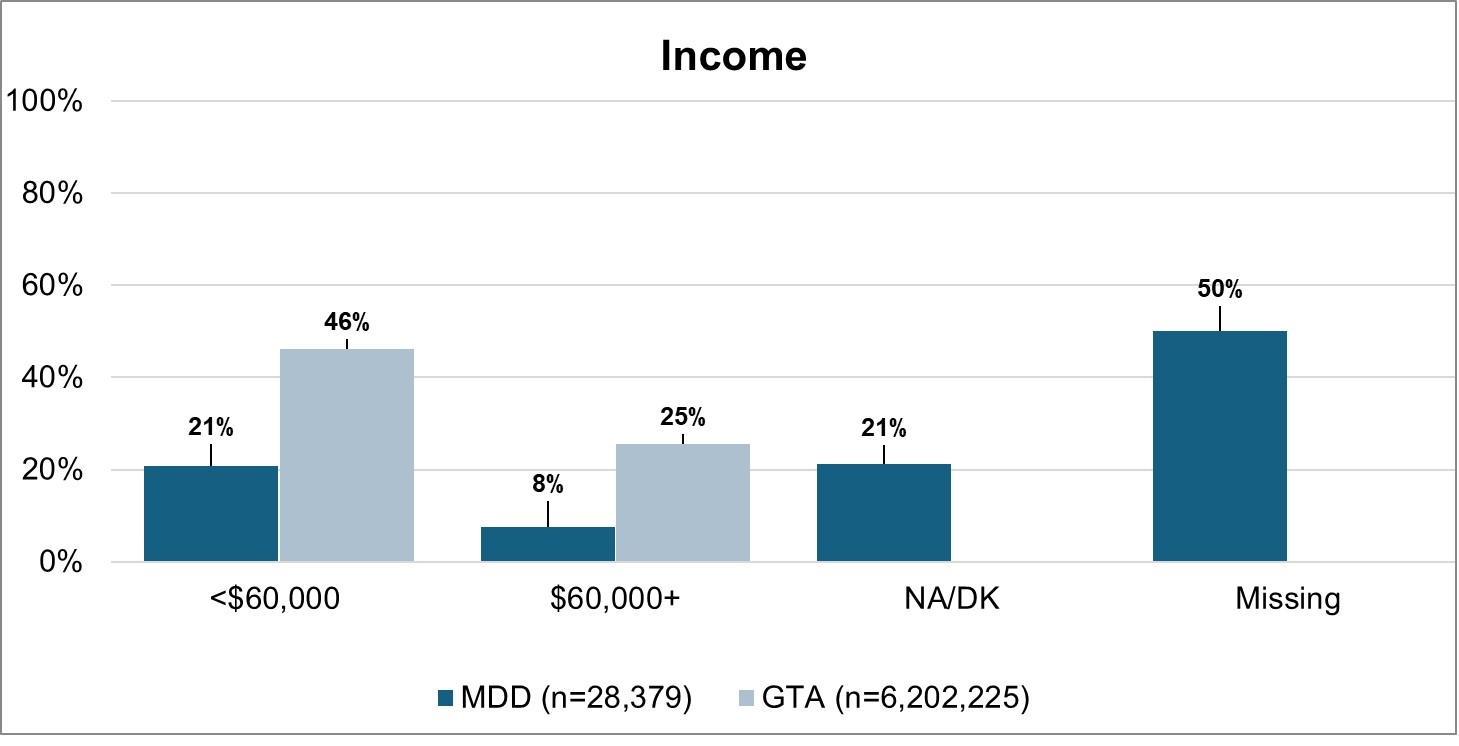 Income
100%
80%
60%
40%
20%
0%
21%
46%
8%
25%
21%
50%
<$60,000
$60,000+
NA/DK
Missing
MDD (n=28,379)
GTA (n=6,202,225)